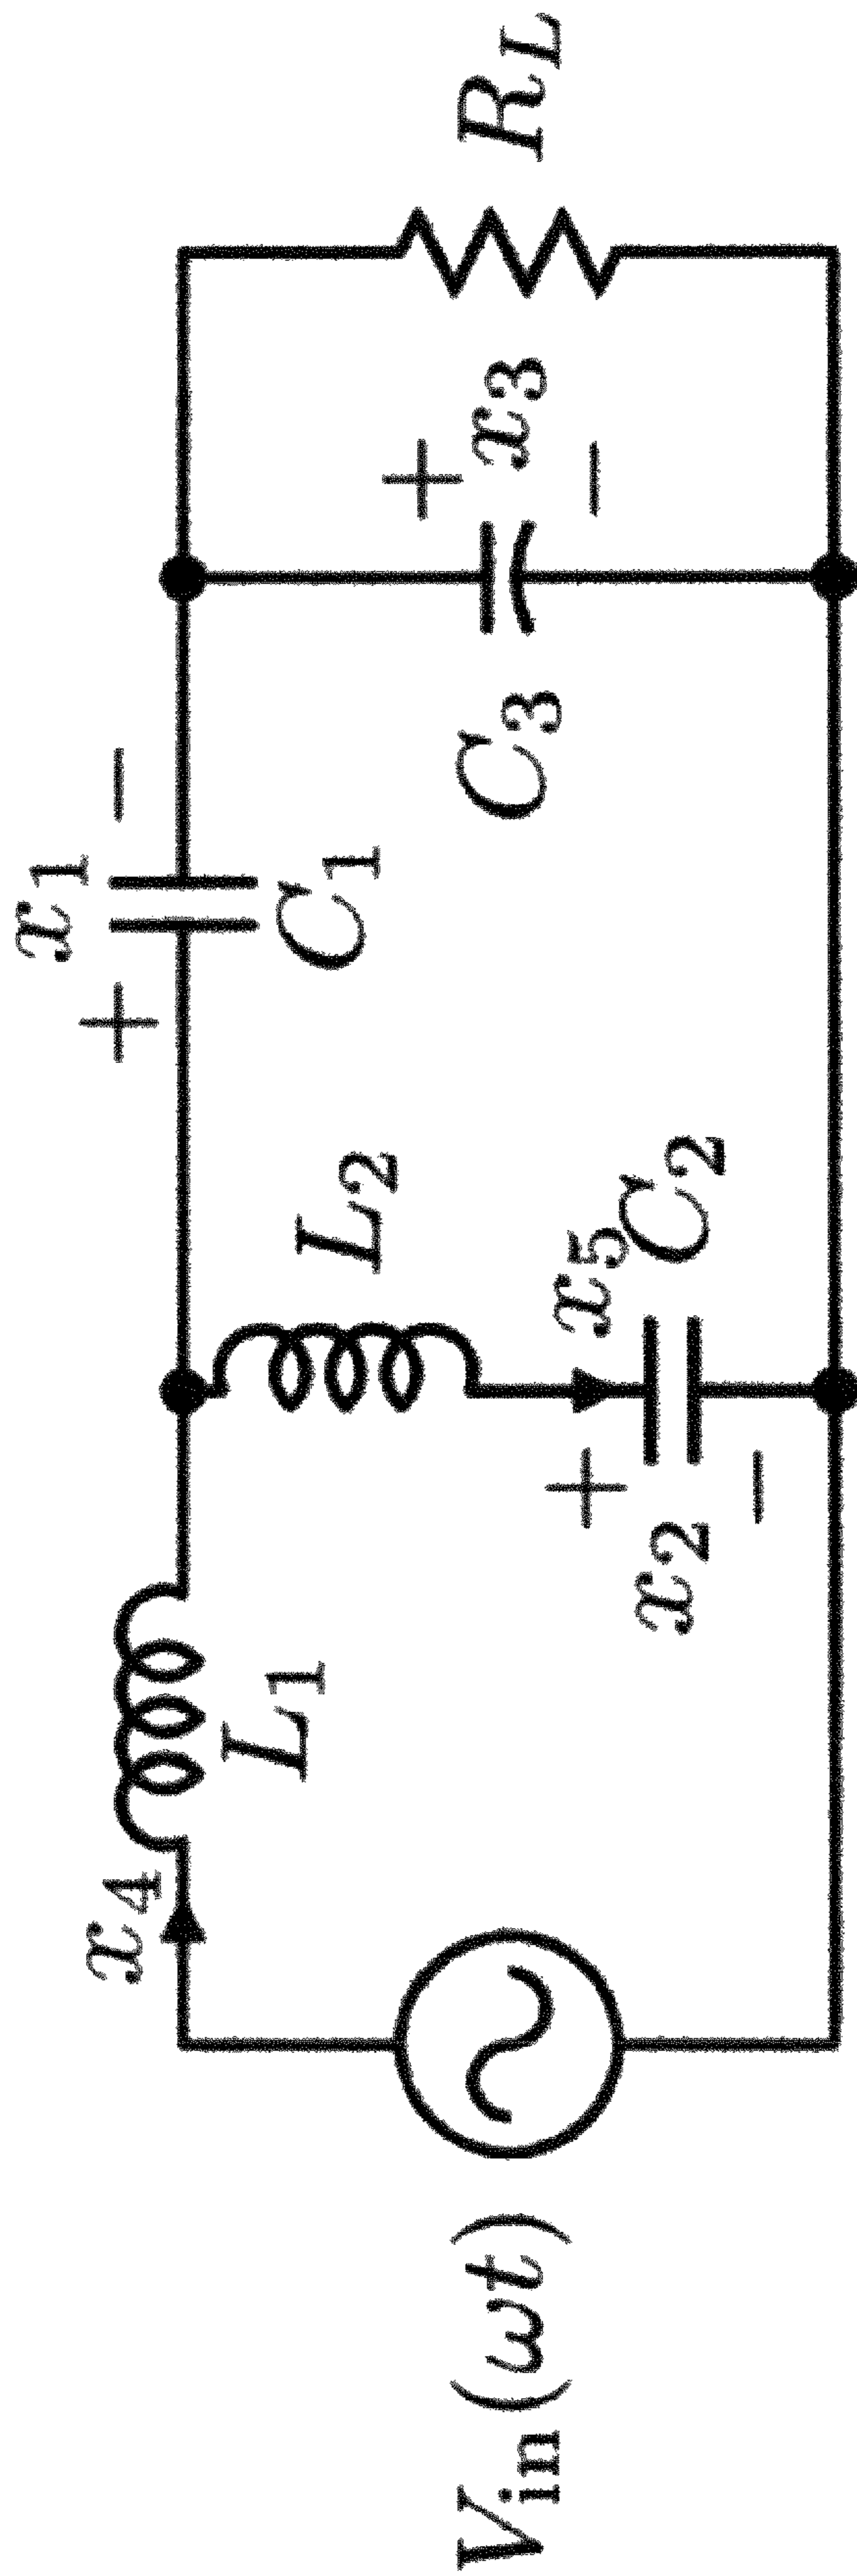 V_in(ωt)
x_4
L_1
L_2
x_5
+ x_2 −
C_2
+ x_1 −
C_1
C_3
+ x_3 −
R_L